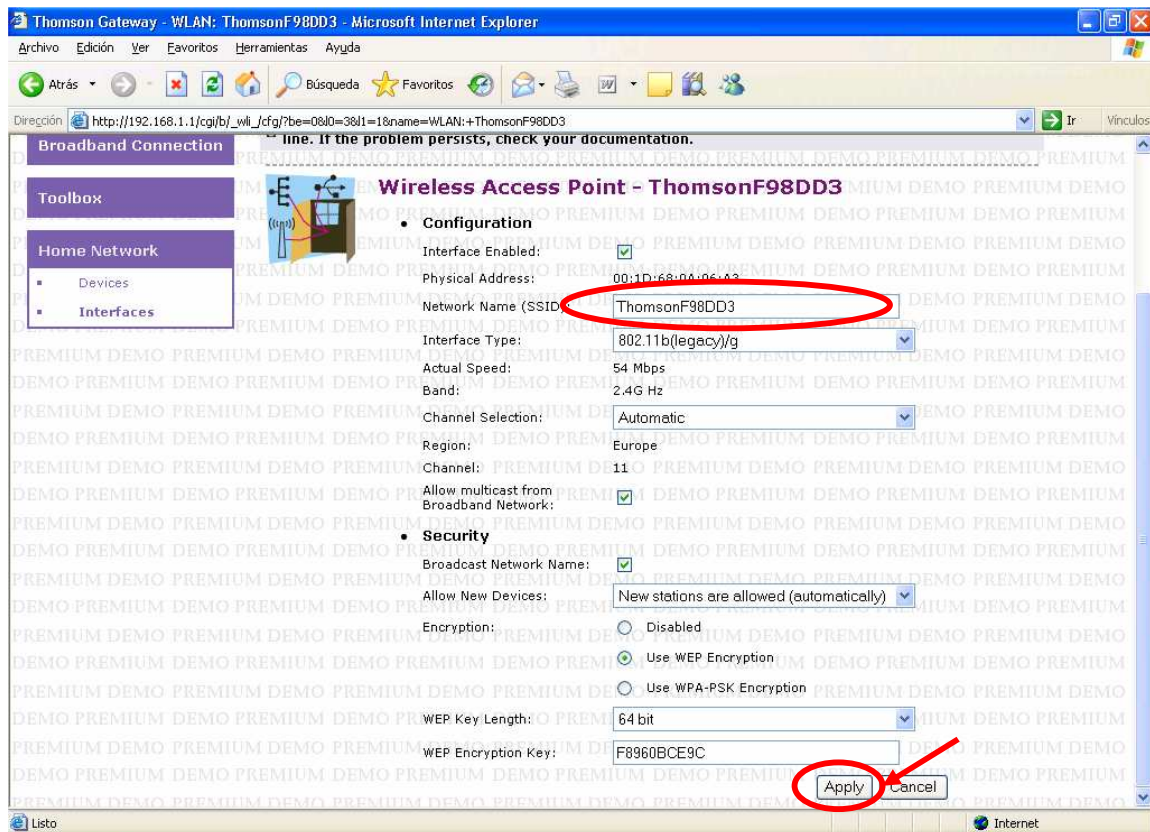 Thomson Gateway - WLAN: ThomsonF98DD3 - Microsoft Internet Explorer
Archivo Edición Ver Favoritos Herramientas Ayuda
Atrás Búsqueda Favoritos
Dirección http://192.168.1.1/cgi/b/_wli_/cfg/?be=0&l0=3&l1=1&name=WLAN:+ThomsonF98DD3 Ir Vínculos
Broadband Connection
line. If the problem persists, check your documentation.
Toolbox
Home Network
Devices
Interfaces
Wireless Access Point - ThomsonF98DD3
Configuration
Interface Enabled:
Physical Address: 00:1D:68:0A:06:A3
Network Name (SSID): ThomsonF98DD3
Interface Type: 802.11b(legacy)/g
Actual Speed: 54 Mbps
Band: 2.4G Hz
Channel Selection: Automatic
Region: Europe
Channel: 11
Allow multicast from
Broadband Network:
Security
Broadcast Network Name:
Allow New Devices: New stations are allowed (automatically)
Encryption: Disabled
Use WEP Encryption
Use WPA-PSK Encryption
WEP Key Length: 64 bit
WEP Encryption Key: F8960BCE9C
Apply Cancel
Listo Internet